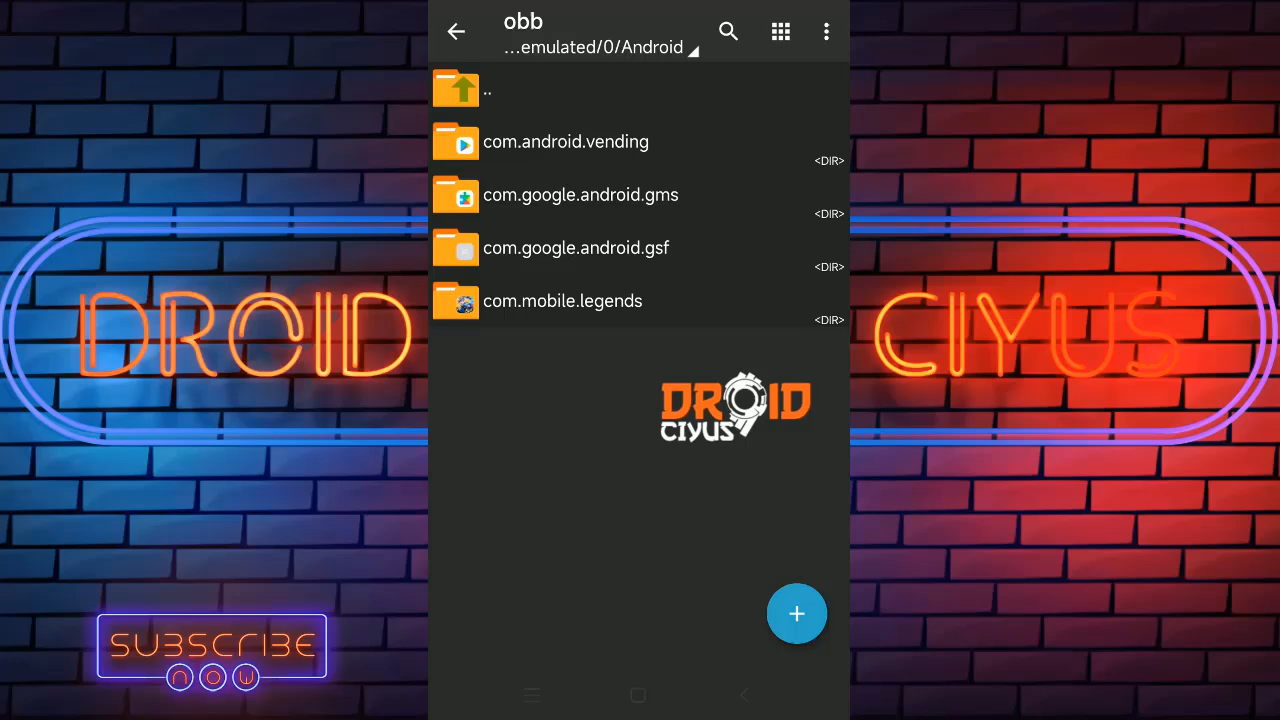 obb
...emulated/0/Android
..
com.android.vending
<DIR>
com.google.android.gms
<DIR>
com.google.android.gsf
<DIR>
com.mobile.legends
<DIR>
DROID
CIYUS
DROID
CIYUS
SUBSCRIBE
NOW